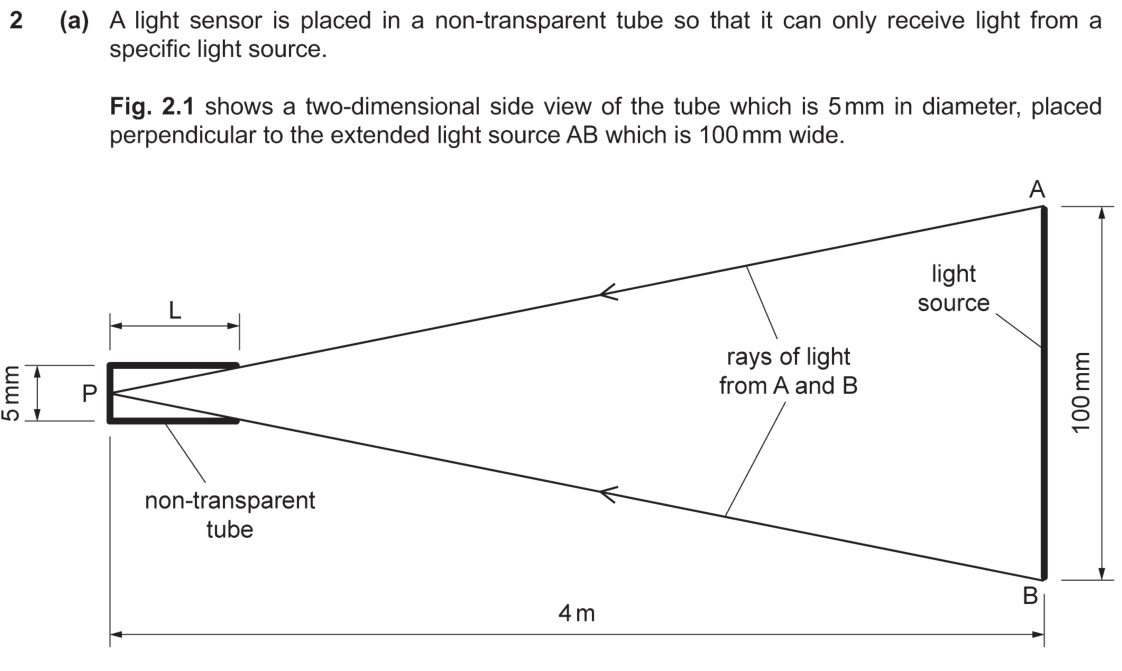 2 (a) A light sensor is placed in a non-transparent tube so that it can only receive light from a
specific light source.
Fig. 2.1 shows a two-dimensional side view of the tube which is 5 mm in diameter, placed
perpendicular to the extended light source AB which is 100 mm wide.
A
light
source
L
rays of light
from A and B
5 mm
P
100 mm
non-transparent
tube
B
4 m